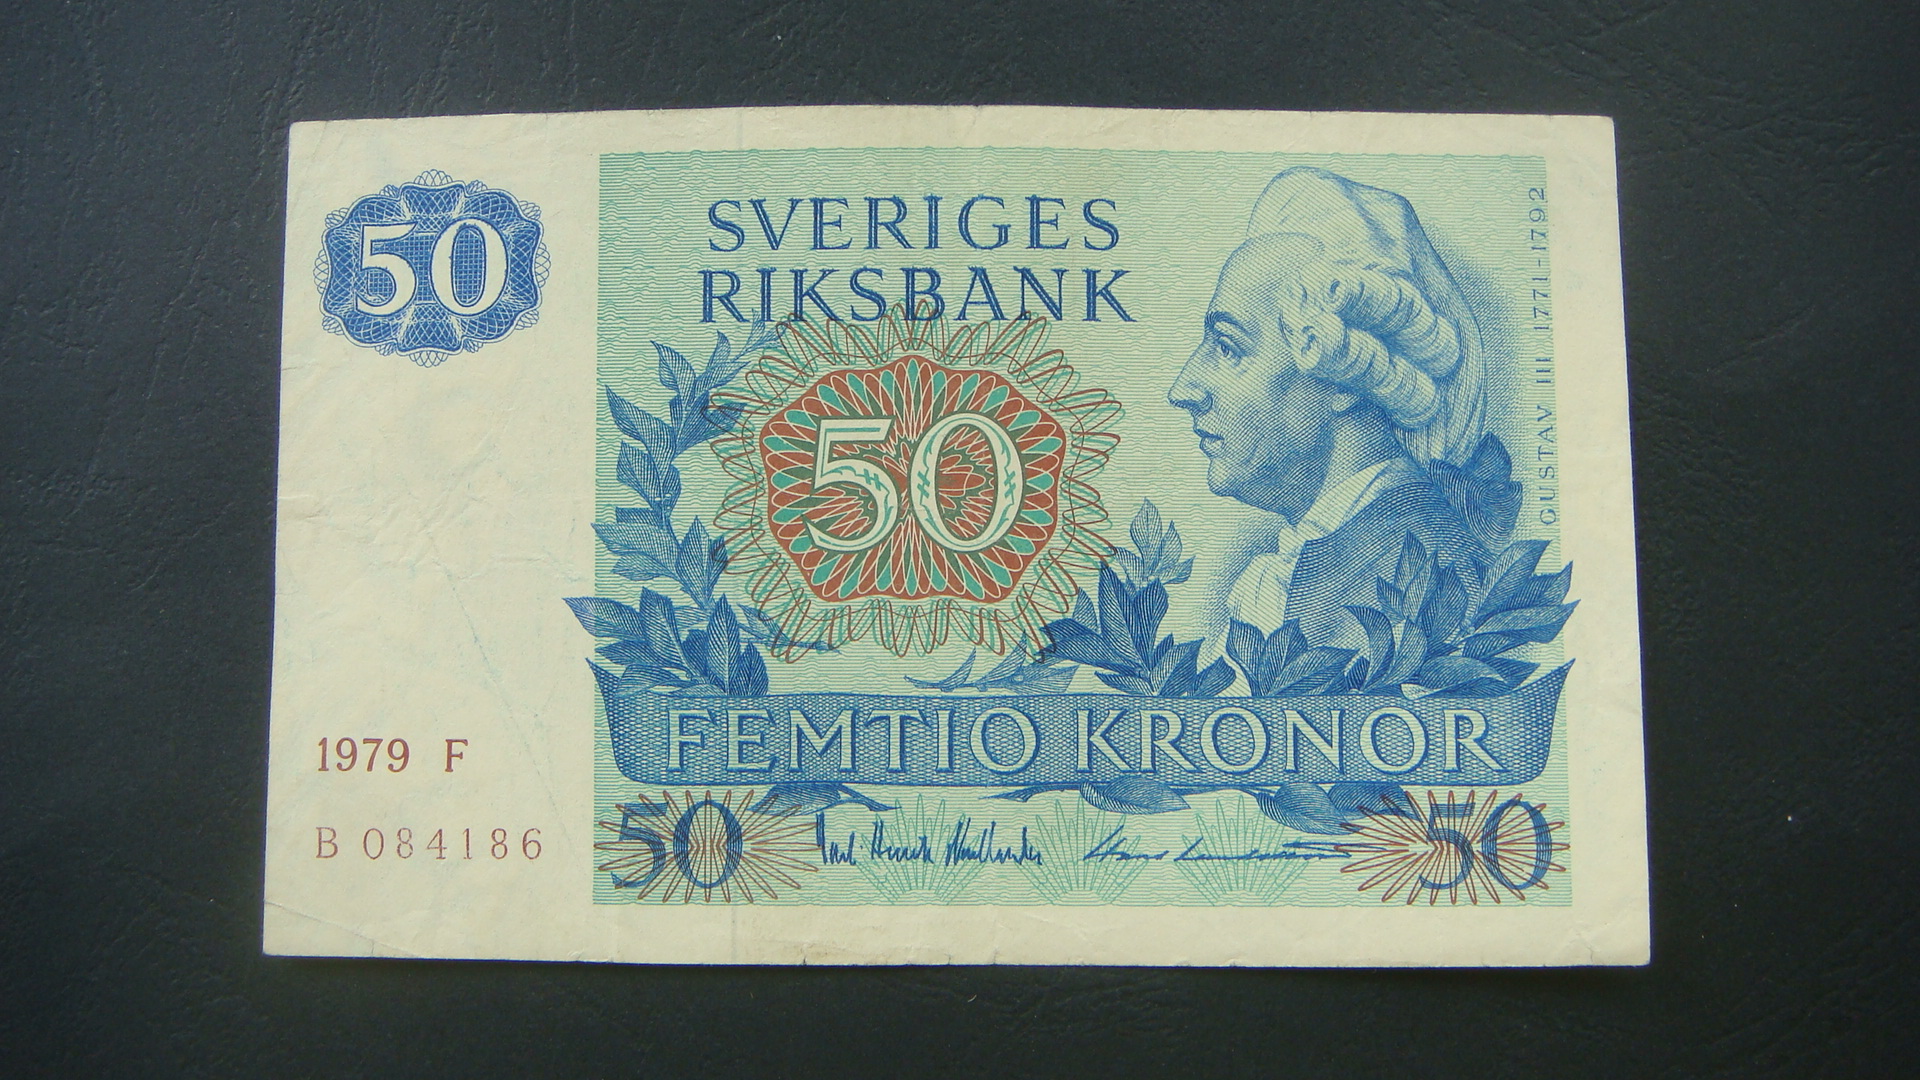 50
SVERIGES
RIKSBANK
50
GUSTAV III 1771-1792
FEMTIO KRONOR
1979 F
B 084186
50
50